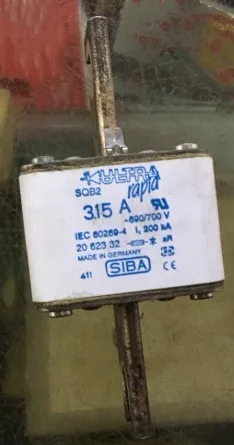 ULTRA
rapid
SQB2
315 A
~690/700 V
IEC 60269-4 I₁ 200 kA
20 623 32 aR
MADE IN GERMANY
411 SIBA CE